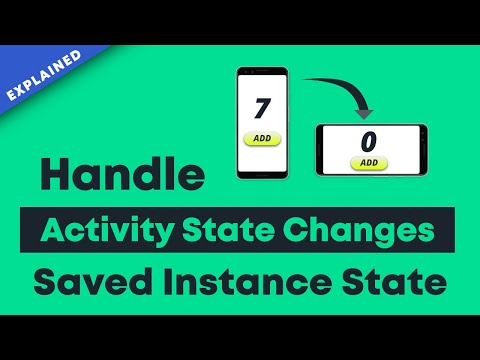 EXPLAINED
7
ADD
0
ADD
Handle
Activity State Changes
Saved Instance State